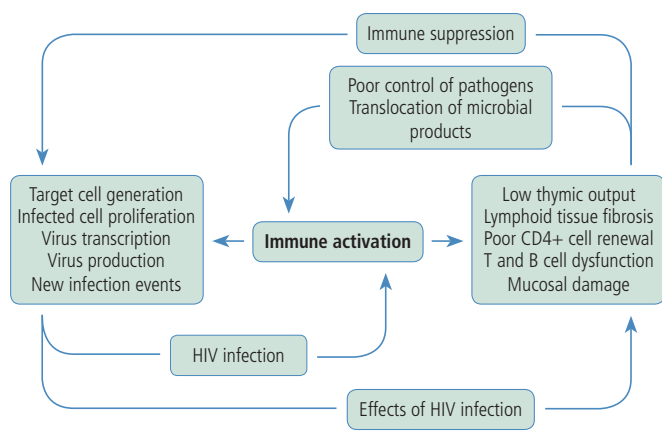 Immune suppression
Poor control of pathogens
Translocation of microbial
products
Target cell generation
Infected cell proliferation
Virus transcription
Virus production
New infection events
Immune activation
Low thymic output
Lymphoid tissue fibrosis
Poor CD4+ cell renewal
T and B cell dysfunction
Mucosal damage
HIV infection
Effects of HIV infection